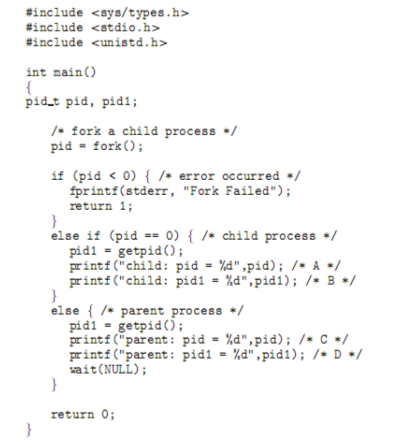 #include <sys/types.h>
#include <stdio.h>
#include <unistd.h>
int main()
{
pid_t pid, pid1;
/* fork a child process */
pid = fork();
if (pid < 0) { /* error occurred */
fprintf(stderr, "Fork Failed");
return 1;
}
else if (pid == 0) { /* child process */
pid1 = getpid();
printf("child: pid = %d",pid); /* A */
printf("child: pid1 = %d",pid1); /* B */
}
else { /* parent process */
pid1 = getpid();
printf("parent: pid = %d",pid); /* C */
printf("parent: pid1 = %d",pid1); /* D */
wait(NULL);
}
return 0;
}